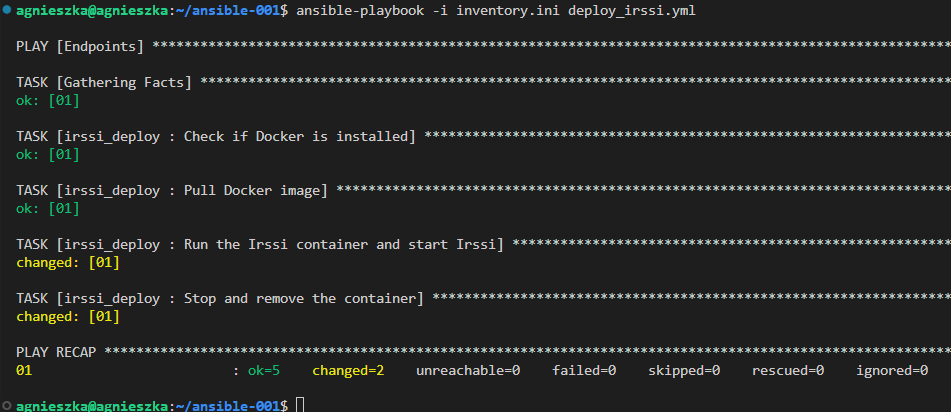 agnieszka@agnieszka:~/ansible-001$ ansible-playbook -i inventory.ini deploy_irssi.yml
PLAY [Endpoints] ****************************************************************************************************
TASK [Gathering Facts] **********************************************************************************************
ok: [01]
TASK [irssi_deploy : Check if Docker is installed] ******************************************************************
ok: [01]
TASK [irssi_deploy : Pull Docker image] *****************************************************************************
ok: [01]
TASK [irssi_deploy : Run the Irssi container and start Irssi] *******************************************************
changed: [01]
TASK [irssi_deploy : Stop and remove the container] *****************************************************************
changed: [01]
PLAY RECAP **********************************************************************************************************
01 : ok=5 changed=2 unreachable=0 failed=0 skipped=0 rescued=0 ignored=0
agnieszka@agnieszka:~/ansible-001$